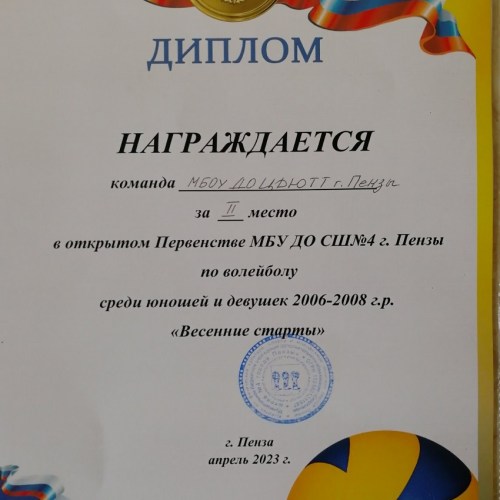 ДИПЛОМ
НАГРАЖДАЕТСЯ
команда МБОУ ДО ЦДЮТТ г. Пензы
за II место
в открытом Первенстве МБУ ДО СШ№4 г. Пензы
по волейболу
среди юношей и девушек 2006-2008 г.р.
«Весенние старты»
г. Пенза
апрель 2023 г.